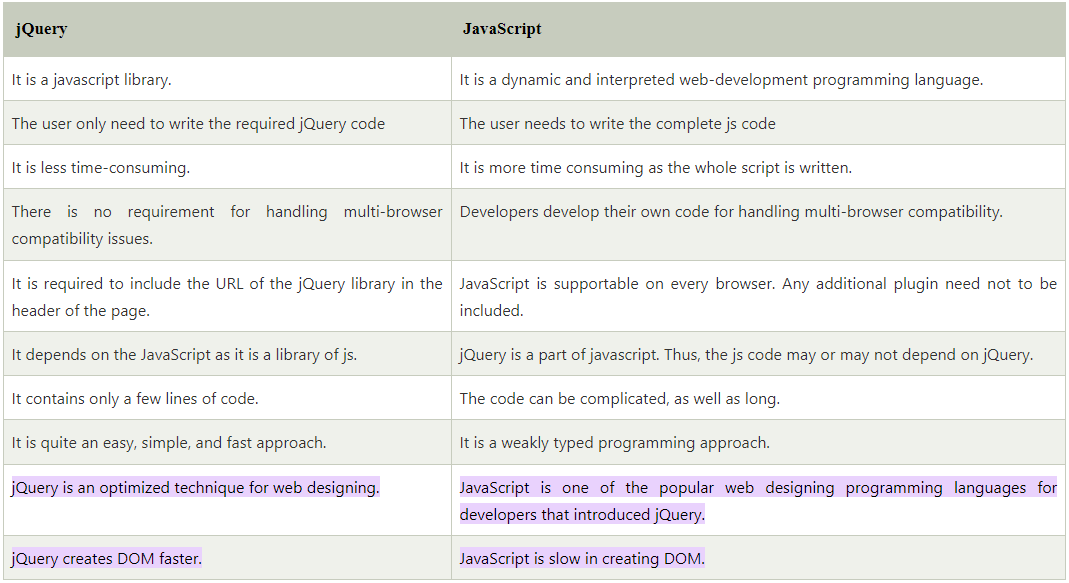 jQuery JavaScript
It is a javascript library. It is a dynamic and interpreted web-development programming language.
The user only need to write the required jQuery code The user needs to write the complete js code
It is less time-consuming. It is more time consuming as the whole script is written.
There is no requirement for handling multi-browser
compatibility issues.
Developers develop their own code for handling multi-browser compatibility.
It is required to include the URL of the jQuery library in the
header of the page.
JavaScript is supportable on every browser. Any additional plugin need not to be
included.
It depends on the JavaScript as it is a library of js. jQuery is a part of javascript. Thus, the js code may or may not depend on jQuery.
It contains only a few lines of code. The code can be complicated, as well as long.
It is quite an easy, simple, and fast approach. It is a weakly typed programming approach.
jQuery is an optimized technique for web designing.
JavaScript is one of the popular web designing programming languages for
developers that introduced jQuery.
jQuery creates DOM faster. JavaScript is slow in creating DOM.